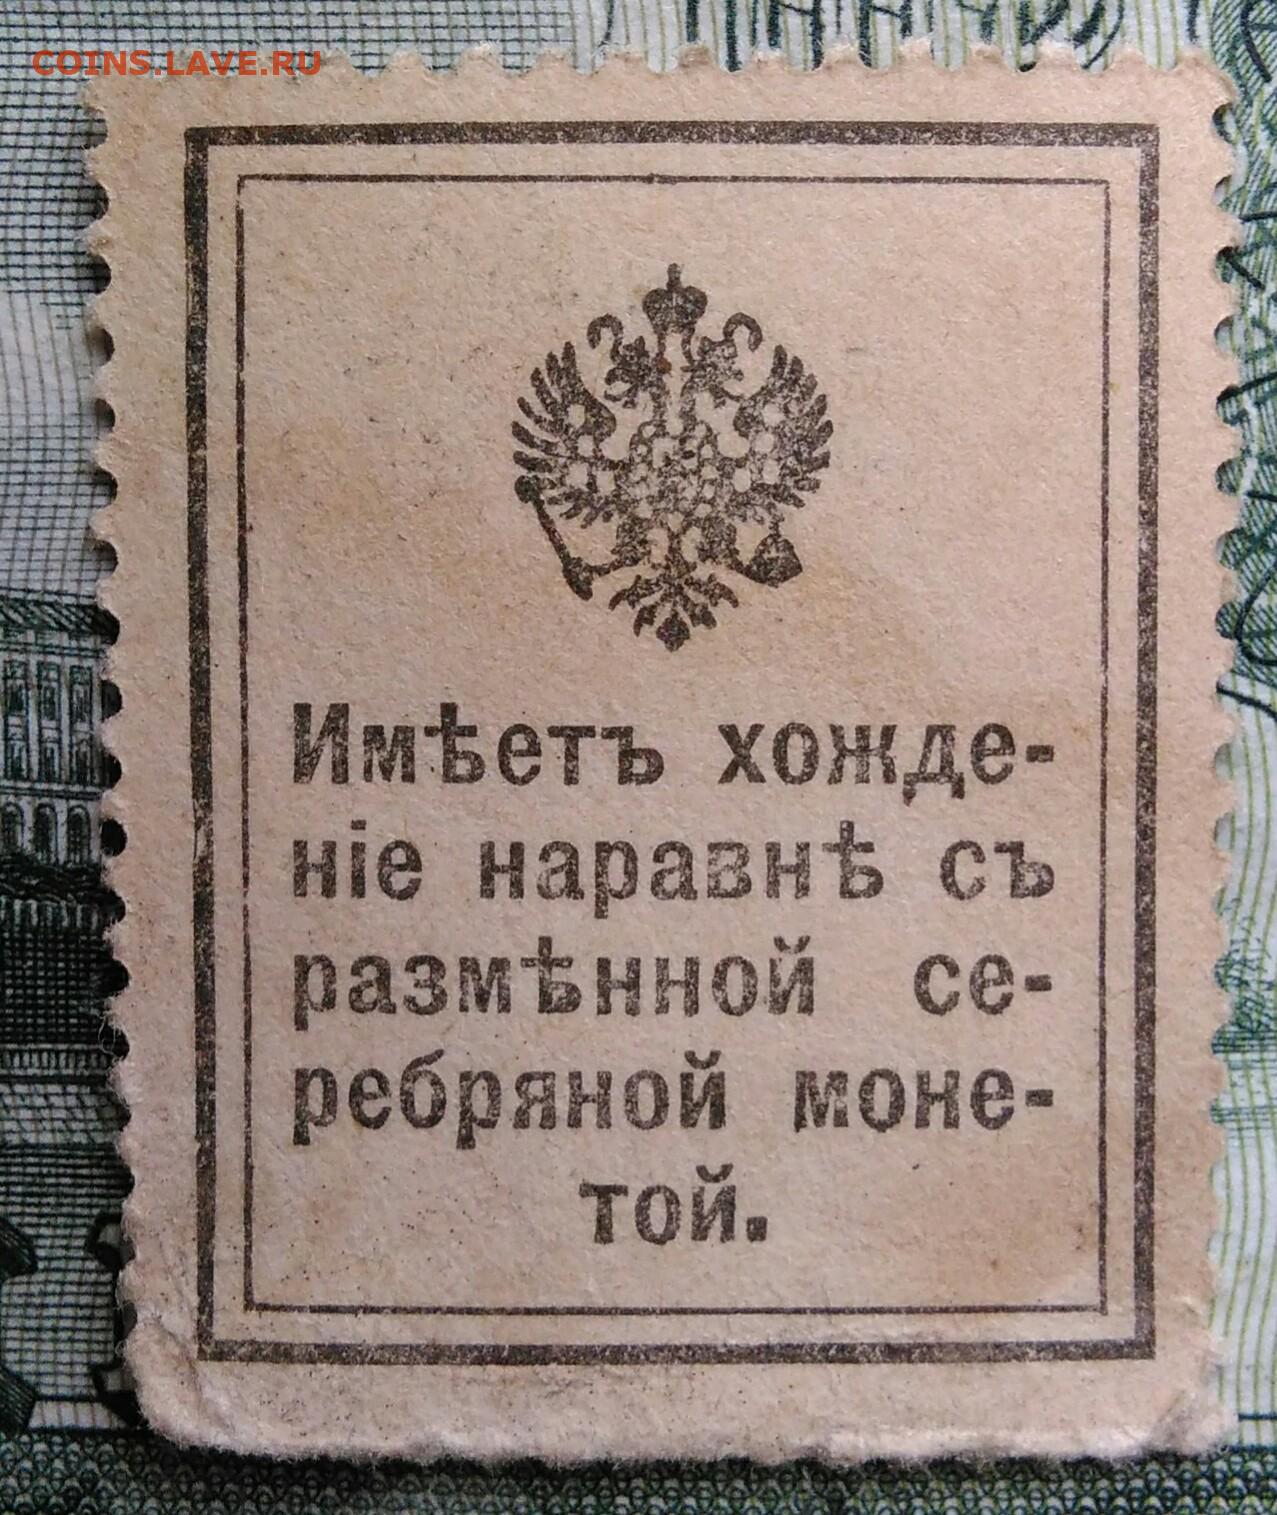 COINS.LAVE.RU
Имѣетъ хожде-
ніе наравнѣ съ
размѣнной се-
ребряной моне-
той.